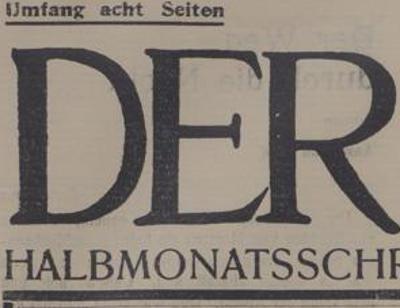 Umfang acht Seiten
DER
HALBMONATSSCHR